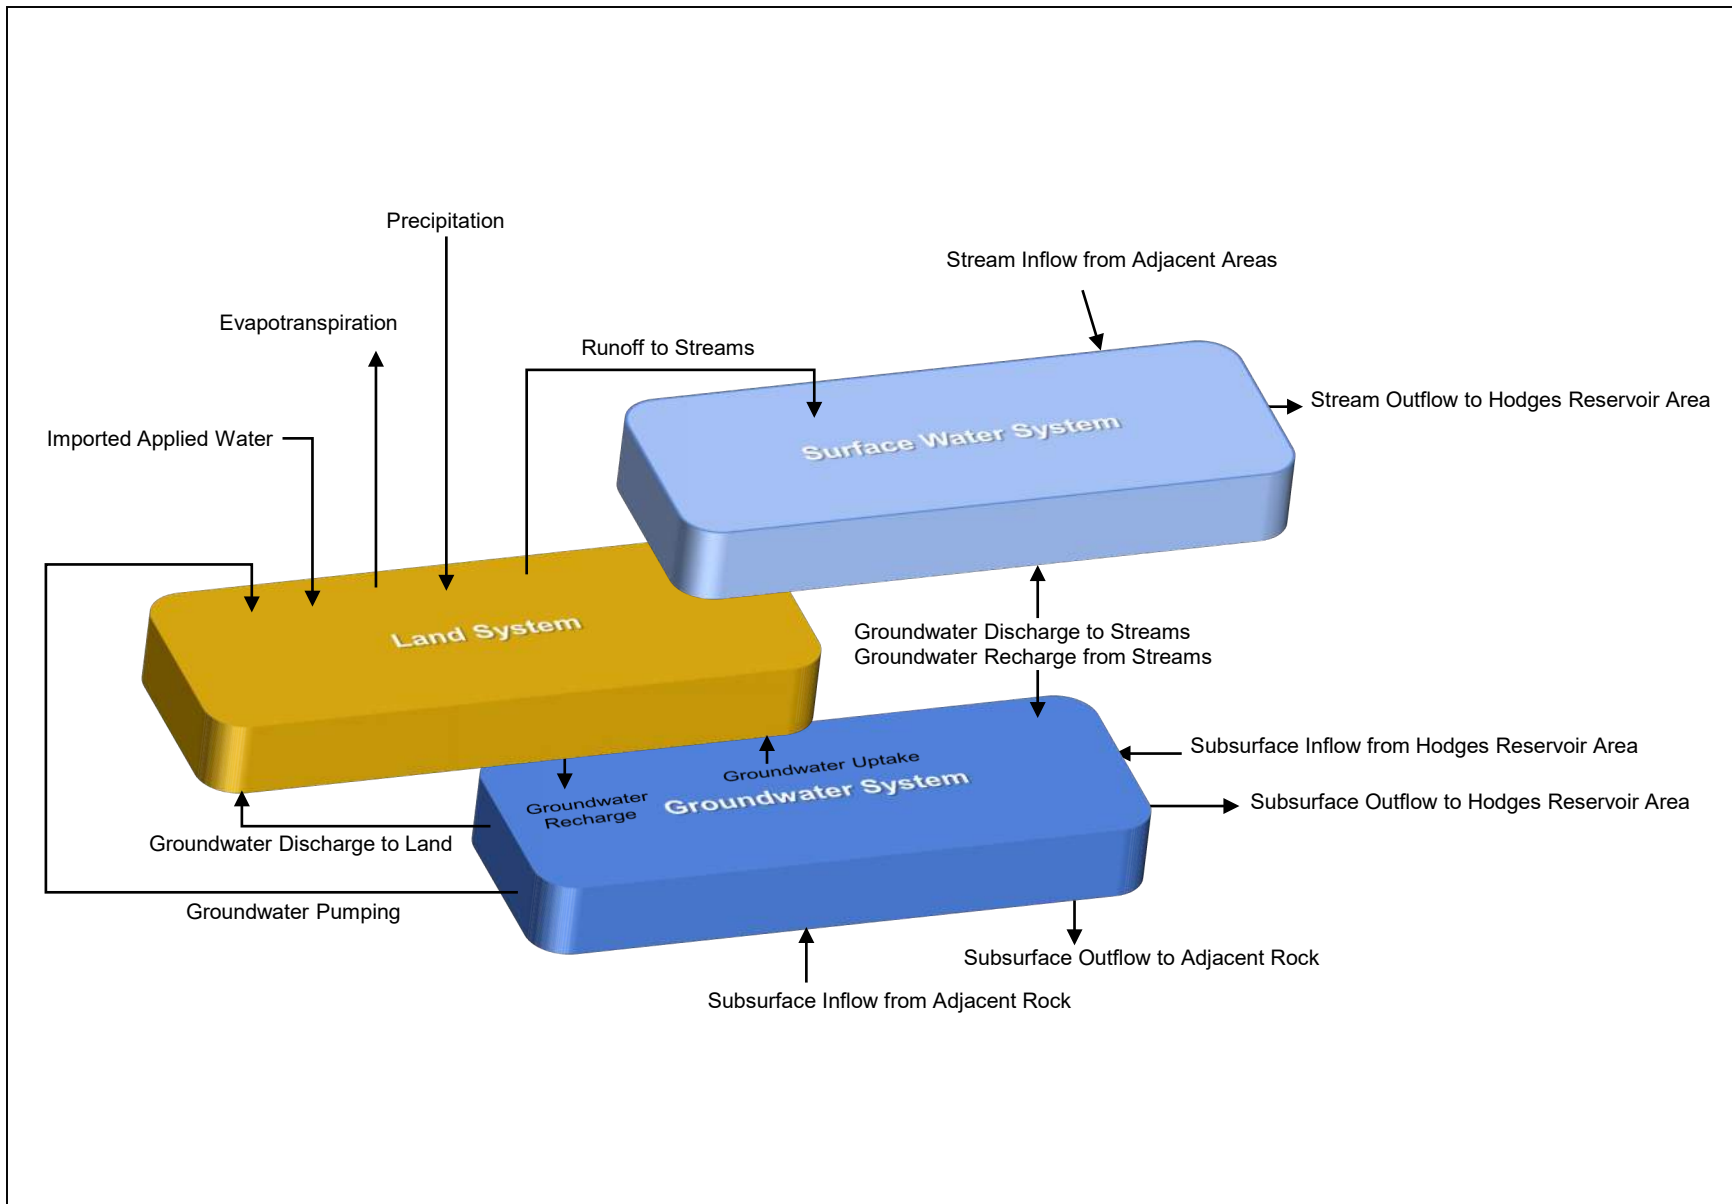 Precipitation
Stream Inflow from Adjacent Areas
Evapotranspiration
Runoff to Streams
Stream Outflow to Hodges Reservoir Area
Imported Applied Water
Surface Water System
Land System
Groundwater Discharge to Streams
Groundwater Recharge from Streams
Subsurface Inflow from Hodges Reservoir Area
Groundwater Uptake
Groundwater System
Groundwater
Recharge
Subsurface Outflow to Hodges Reservoir Area
Groundwater Discharge to Land
Groundwater Pumping
Subsurface Outflow to Adjacent Rock
Subsurface Inflow from Adjacent Rock